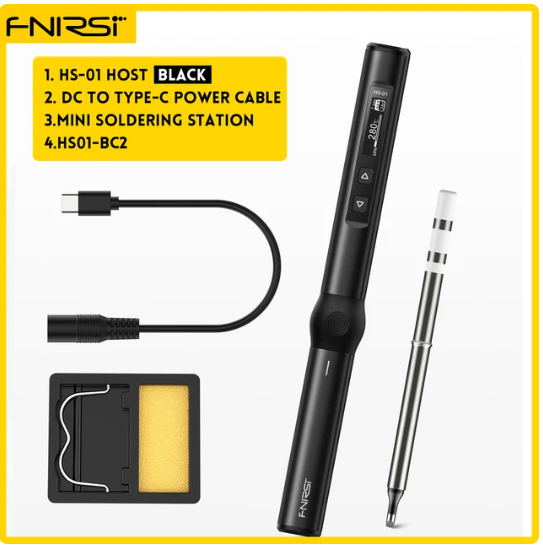 FNIRSI
1. HS-01 HOST BLACK
2. DC TO TYPE-C POWER CABLE
3.MINI SOLDERING STATION
4.HS01-BC2
HS-01
280°C
FNIRSI